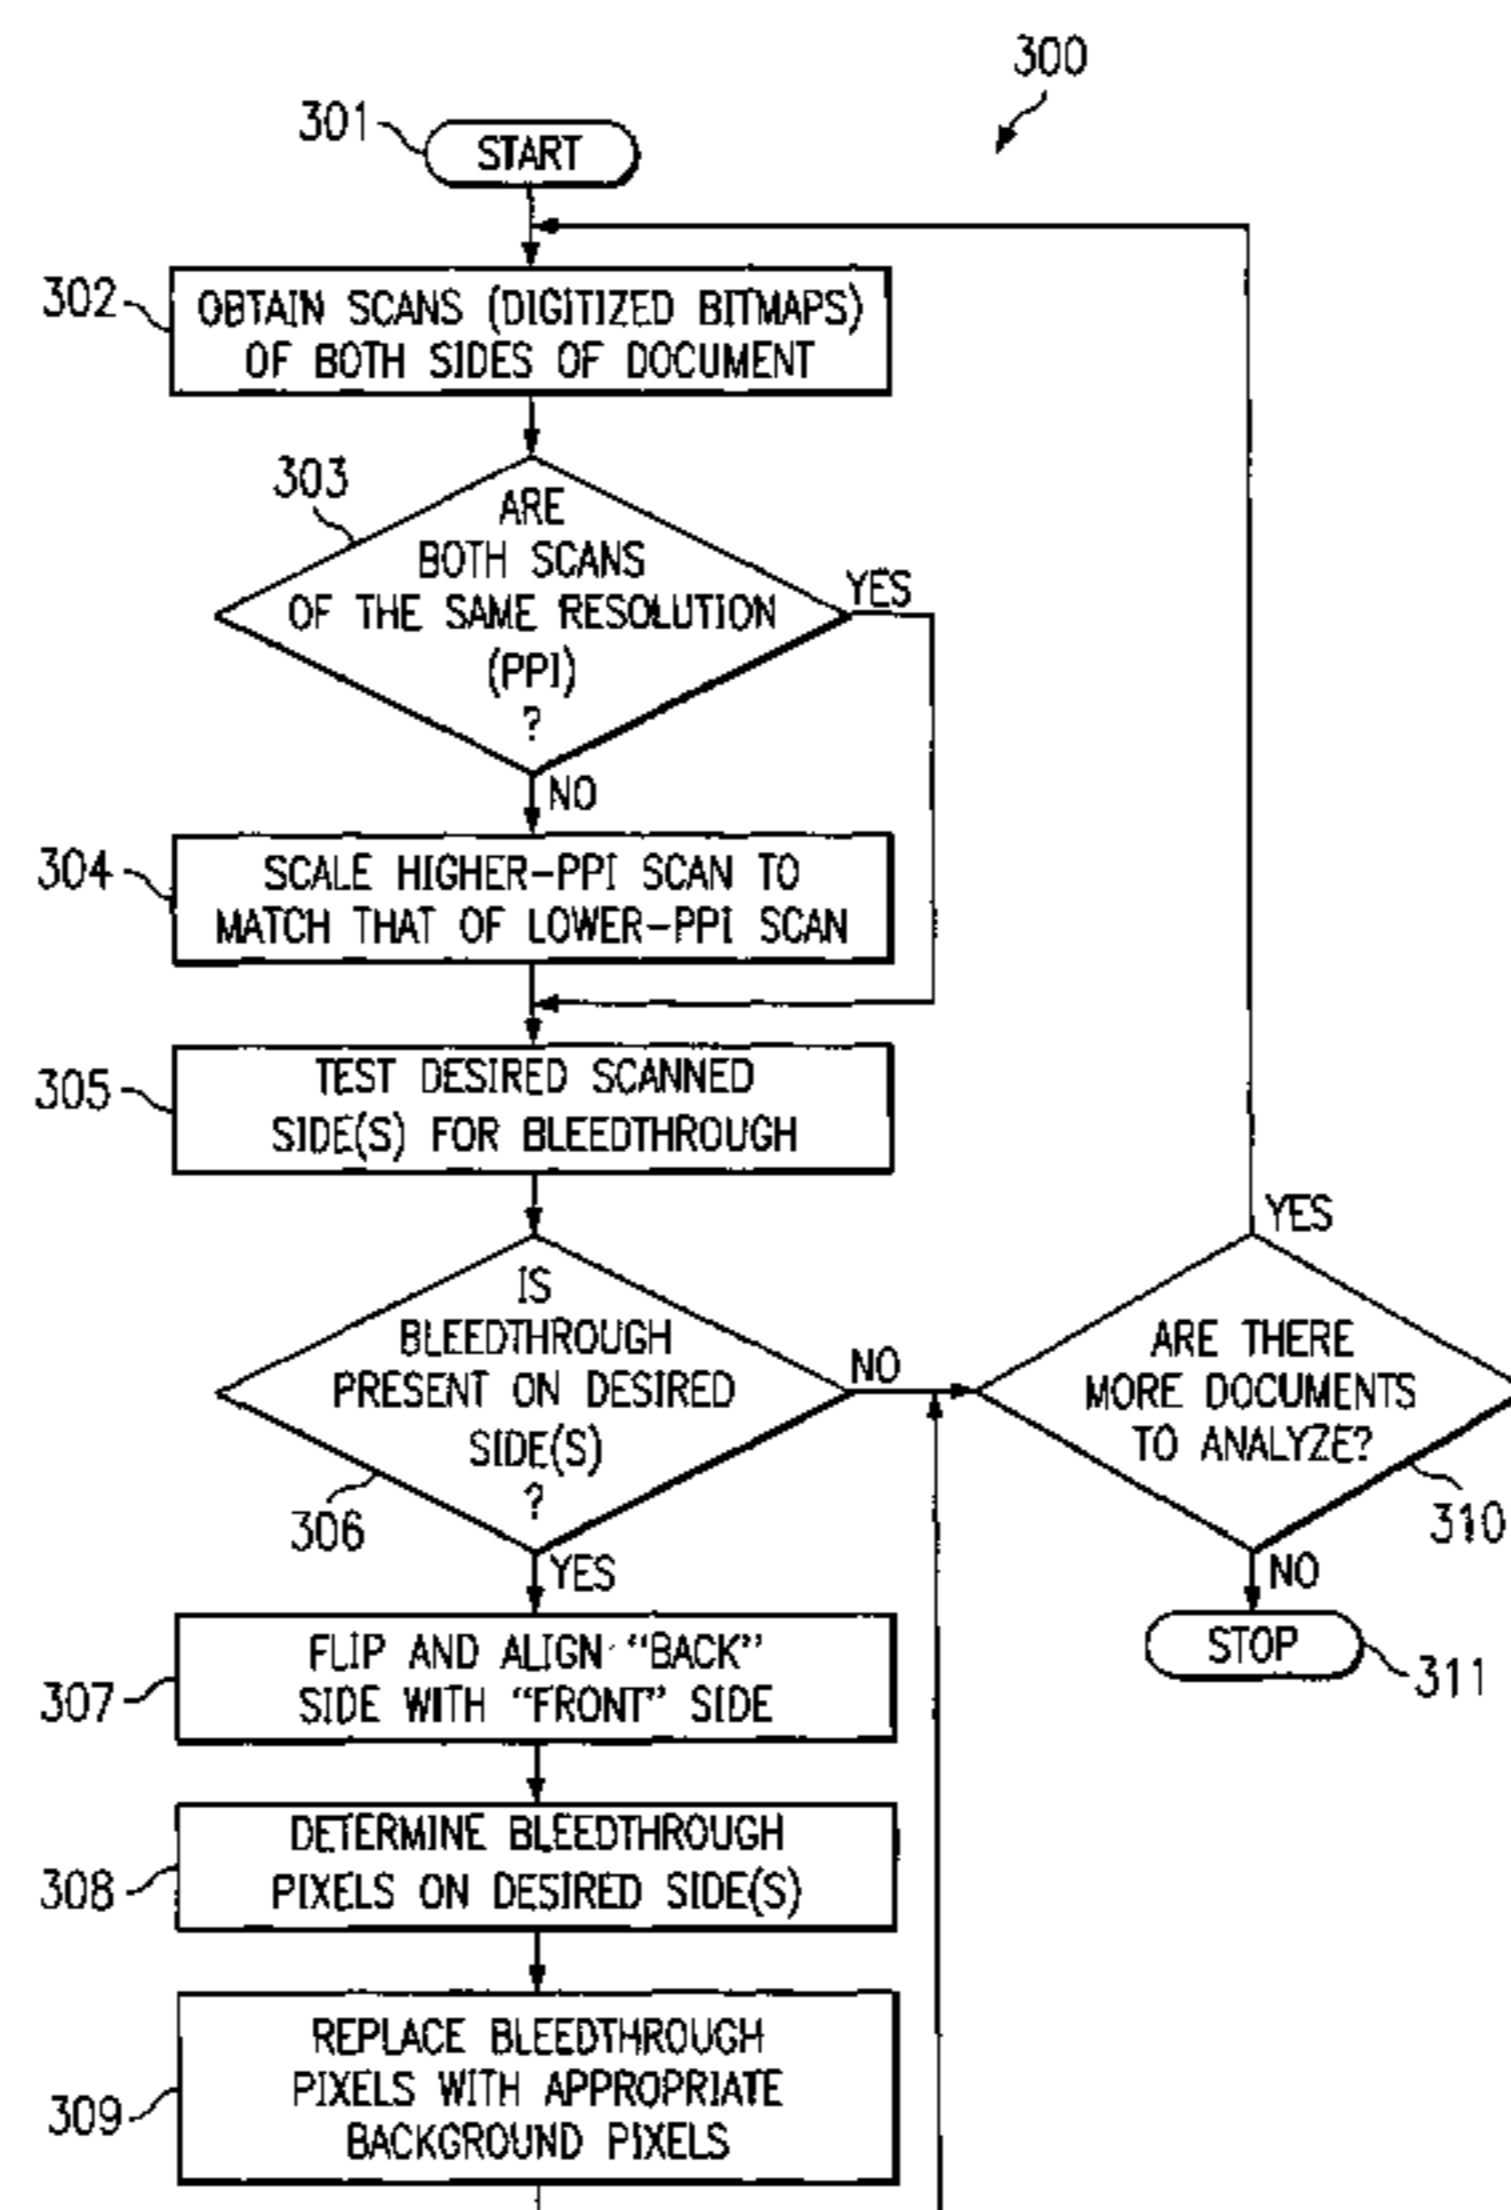 300
301
START
302
OBTAIN SCANS (DIGITIZED BITMAPS)
OF BOTH SIDES OF DOCUMENT
303
ARE
BOTH SCANS
OF THE SAME RESOLUTION
(PPI)
?
YES
NO
304
SCALE HIGHER-PPI SCAN TO
MATCH THAT OF LOWER-PPI SCAN
305
TEST DESIRED SCANNED
SIDE(S) FOR BLEEDTHROUGH
IS
BLEEDTHROUGH
PRESENT ON DESIRED
SIDE(S)
?
306
NO
YES
YES
ARE THERE
MORE DOCUMENTS
TO ANALYZE?
310
NO
STOP
311
307
FLIP AND ALIGN "BACK"
SIDE WITH "FRONT" SIDE
308
DETERMINE BLEEDTHROUGH
PIXELS ON DESIRED SIDE(S)
309
REPLACE BLEEDTHROUGH
PIXELS WITH APPROPRIATE
BACKGROUND PIXELS